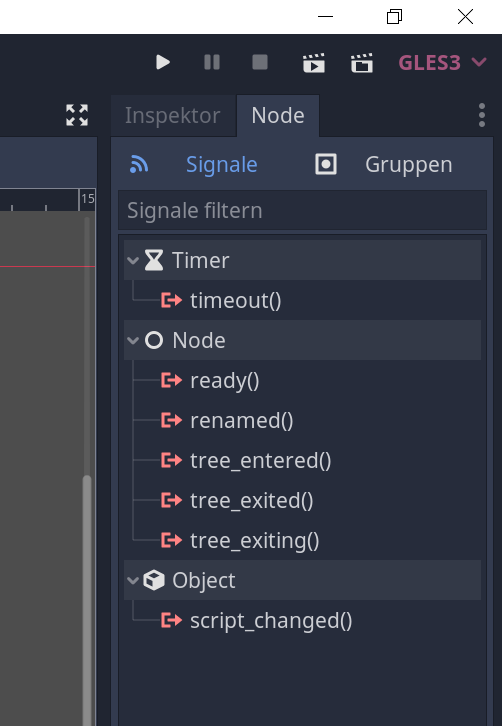 GLES3
Inspektor Node
Signale Gruppen
15
Signale filtern
Timer
timeout()
Node
ready()
renamed()
tree_entered()
tree_exited()
tree_exiting()
Object
script_changed()